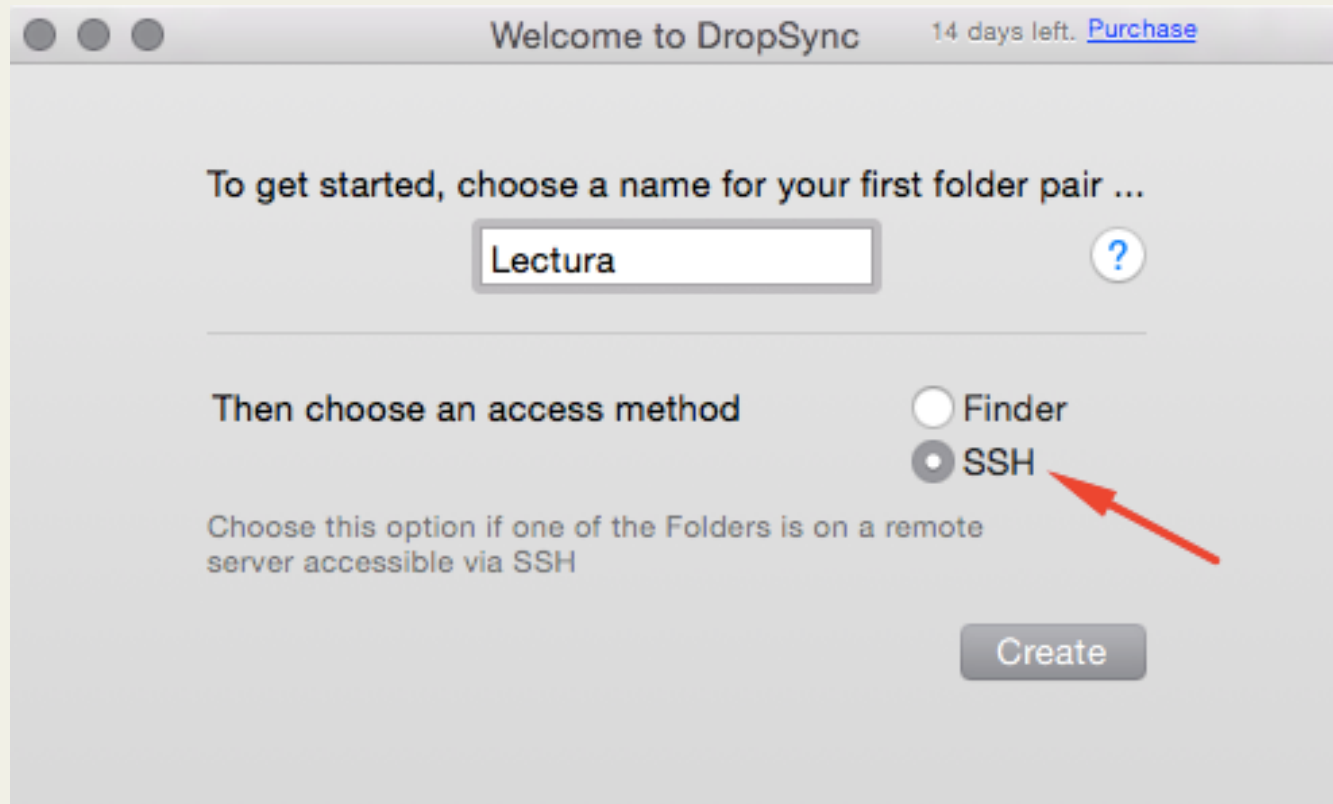 Welcome to DropSync
14 days left. Purchase
To get started, choose a name for your first folder pair ...
Lectura
?
Then choose an access method
Finder
SSH
Choose this option if one of the Folders is on a remote
server accessible via SSH
Create